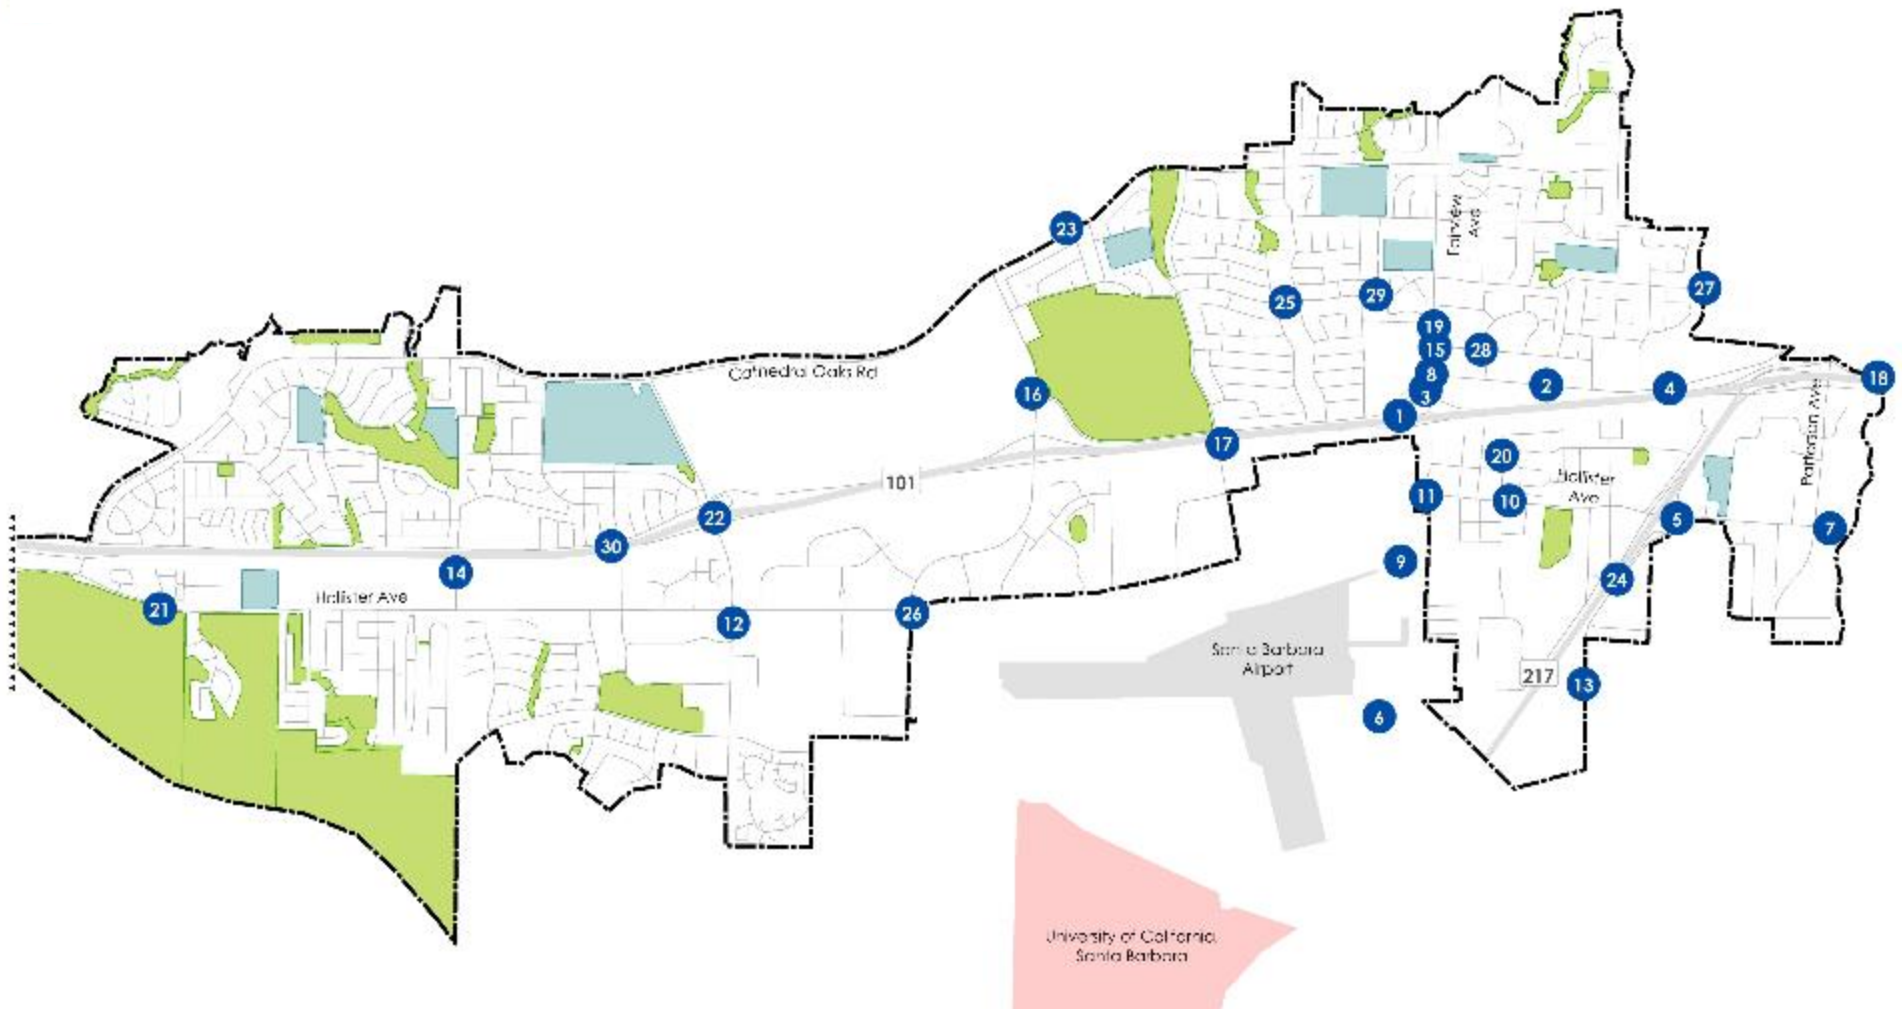 23
Fairview
Ave
27
25
29
19
15
28
8
2
4
18
Cathedral Oaks Rd
16
3
1
Patterson Ave
17
20
101
Hollister
Ave
11
10
22
5
7
30
9
14
24
Hollister Ave
21
26
12
Santa Barbara
Airport
217
13
6
University of California,
Santa Barbara